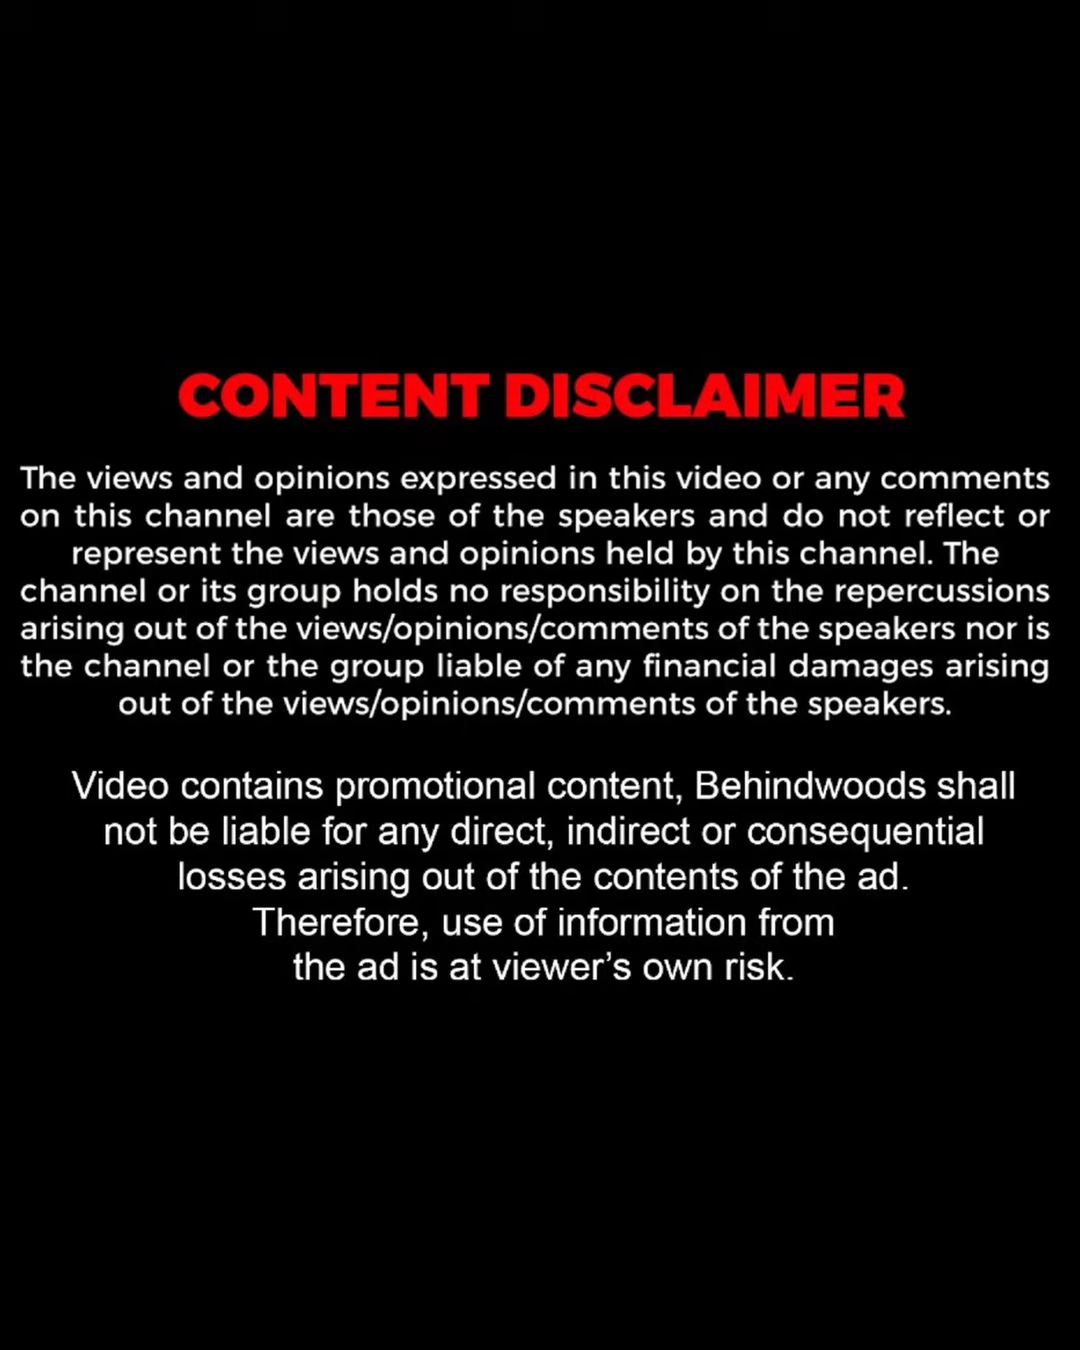 CONTENT DISCLAIMER
The views and opinions expressed in this video or any comments
on this channel are those of the speakers and do not reflect or
represent the views and opinions held by this channel. The
channel or its group holds no responsibility on the repercussions
arising out of the views/opinions/comments of the speakers nor is
the channel or the group liable of any financial damages arising
out of the views/opinions/comments of the speakers.
Video contains promotional content, Behindwoods shall
not be liable for any direct, indirect or consequential
losses arising out of the contents of the ad.
Therefore, use of information from
the ad is at viewer’s own risk.